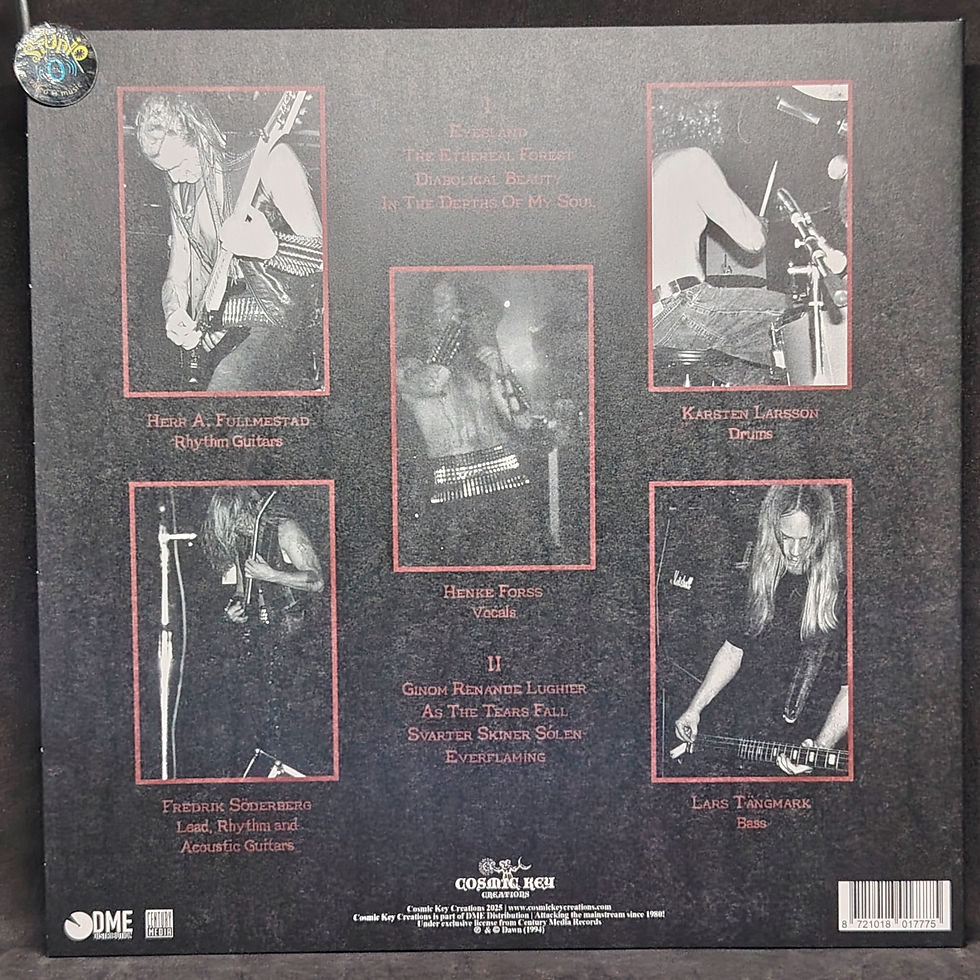 Studio
I
Eyesland
The Ethereal Forest
Diabolical Beauty
In The Depths Of My Soul
Herr A. Fullmestad
Rhythm Guitars
Karsten Larsson
Drums
Henke Forss
Vocals
II
Ginom Renande Lughier
As The Tears Fall
Svarter Skiner Solen
Everflaming
Fredrik Söderberg
Lead, Rhythm and
Acoustic Guitars
Lars Tängmark
Bass
COSMIC KEY
CREATIONS
Cosmic Key Creations 2025 | www.cosmickeycreations.com
Cosmic Key Creations is part of DME Distribution | Attacking the mainstream since 1980!
Under exclusive license from Century Media Records
℗ & © Dawn (1994)
DME
DISTRIBUTION
CENTURY
MEDIA
8 721018 017775